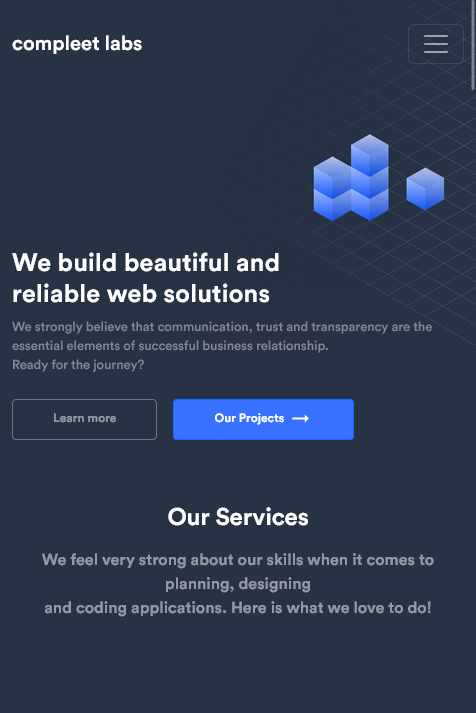 compleet labs
We build beautiful and
reliable web solutions
We strongly believe that communication, trust and transparency are the
essential elements of successful business relationship.
Ready for the journey?
Learn more
Our Projects ⟶
Our Services
We feel very strong about our skills when it comes to
planning, designing
and coding applications. Here is what we love to do!